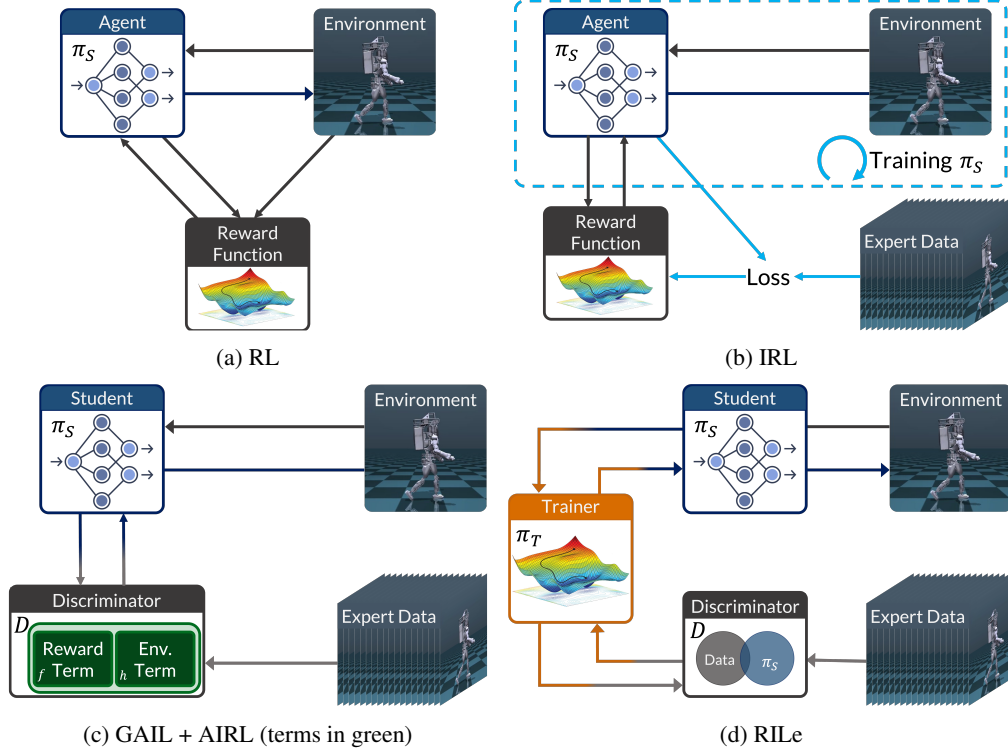 Agent
π_S
Environment
Reward
Function
(a) RL
Agent
π_S
Environment
Training π_S
Reward
Function
Loss
Expert Data
(b) IRL
Student
π_S
Environment
Discriminator
D
Reward
f Term
Env.
h Term
Expert Data
(c) GAIL + AIRL (terms in green)
Student
π_S
Environment
Trainer
π_T
Discriminator
D
Data
π_S
Expert Data
(d) RILe